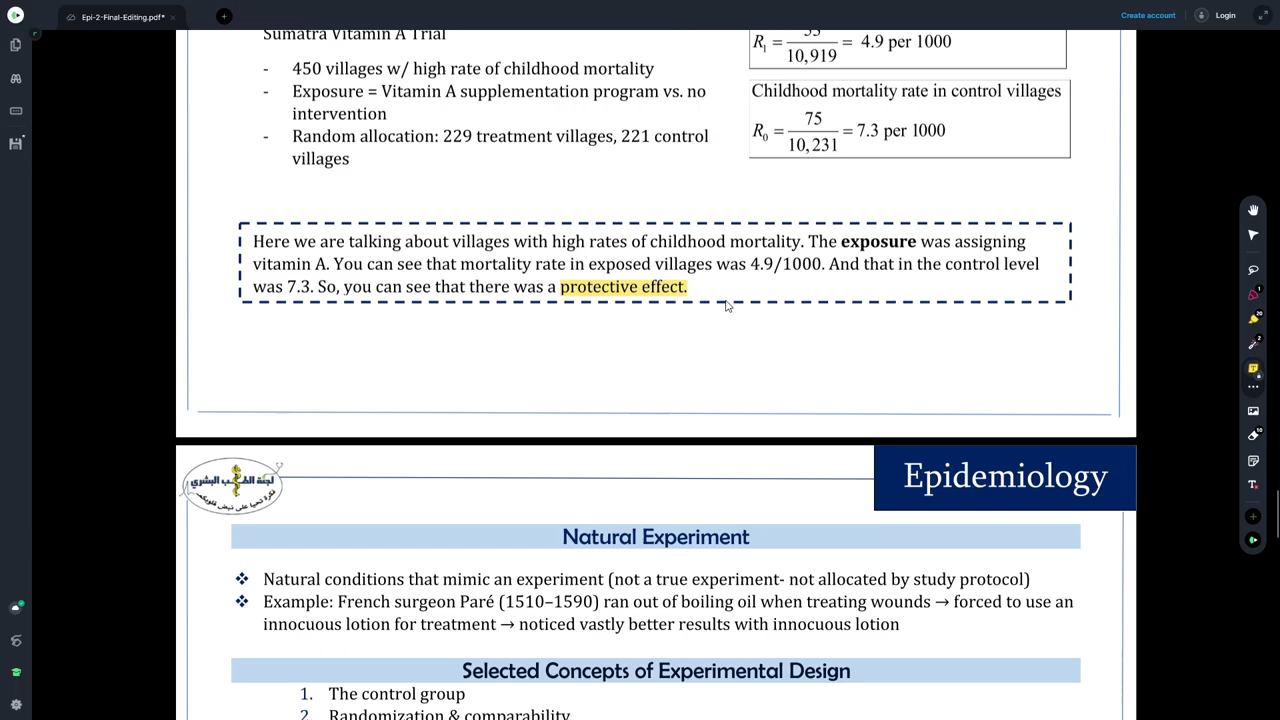 Epi-2-Final-Editing.pdf*
Create account
Login
Sumatra Vitamin A Trial
- 450 villages w/ high rate of childhood mortality
- Exposure = Vitamin A supplementation program vs. no
intervention
- Random allocation: 229 treatment villages, 221 control
villages
R₁ = 53/10,919 = 4.9 per 1000
Childhood mortality rate in control villages
R₀ = 75/10,231 = 7.3 per 1000
Here we are talking about villages with high rates of childhood mortality. The exposure was assigning
vitamin A. You can see that mortality rate in exposed villages was 4.9/1000. And that in the control level
was 7.3. So, you can see that there was a protective effect.
لجنة الطب البشري
فكرة تحيا على نبض قلوبكم
Epidemiology
Natural Experiment
❖ Natural conditions that mimic an experiment (not a true experiment- not allocated by study protocol)
❖ Example: French surgeon Paré (1510–1590) ran out of boiling oil when treating wounds → forced to use an
innocuous lotion for treatment → noticed vastly better results with innocuous lotion
Selected Concepts of Experimental Design
1. The control group
2. Randomization & comparability